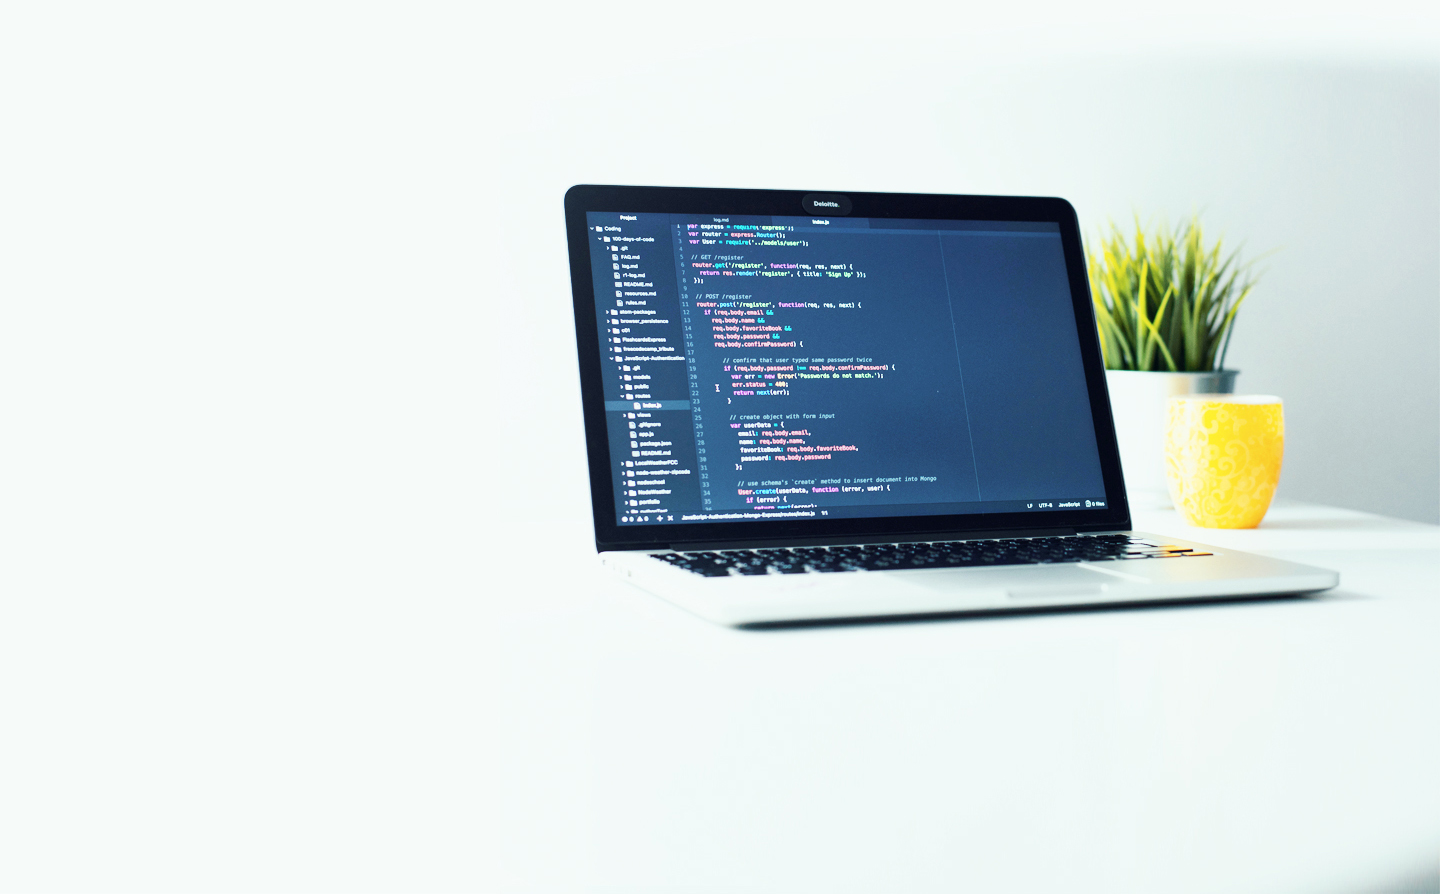 Deloitte.
Project
log.md
index.js
Coding
100-days-of-code
.git
FAQ.md
log.md
r1-log.md
README.md
resources.md
rules.md
atom-packages
browser_persistence
c01
FlashcardsExpress
freecodecamp_tribute
JavaScript-Authentication
.git
models
public
routes
index.js
views
.gitignore
app.js
package.json
README.md
LocalWeatherFCC
node-weather-zipcode
nodeschool
NodeWeather
portfolio
1 var express = require('express');
2 var router = express.Router();
3 var User = require('../models/user');
4
5 // GET /register
6 router.get('/register', function(req, res, next) {
7 return res.render('register', { title: 'Sign Up' });
8 });
9
10 // POST /register
11 router.post('/register', function(req, res, next) {
12 if (req.body.email &&
13 req.body.name &&
14 req.body.favoriteBook &&
15 req.body.password &&
16 req.body.confirmPassword) {
17
18 // confirm that user typed same password twice
19 if (req.body.password !== req.body.confirmPassword) {
20 var err = new Error('Passwords do not match.');
21 err.status = 400;
22 return next(err);
23 }
24
25 // create object with form input
26 var userData = {
27 email: req.body.email,
28 name: req.body.name,
29 favoriteBook: req.body.favoriteBook,
30 password: req.body.password
31 };
32
33 // use schema's `create` method to insert document into Mongo
34 User.create(userData, function (error, user) {
35 if (error) {
36 return next(error);
0 0 0 JavaScript-Authentication-Mongo-Express/routes/index.js 1:1
LF UTF-8 JavaScript 0 files